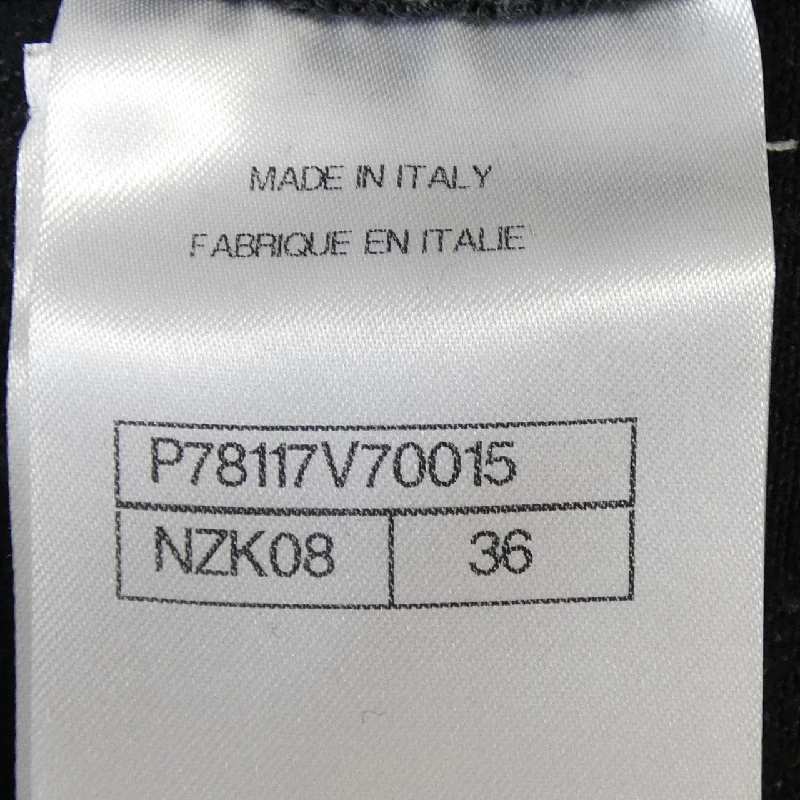 MADE IN ITALY
FABRIQUE EN ITALIE
P78117V70015
NZK08 36